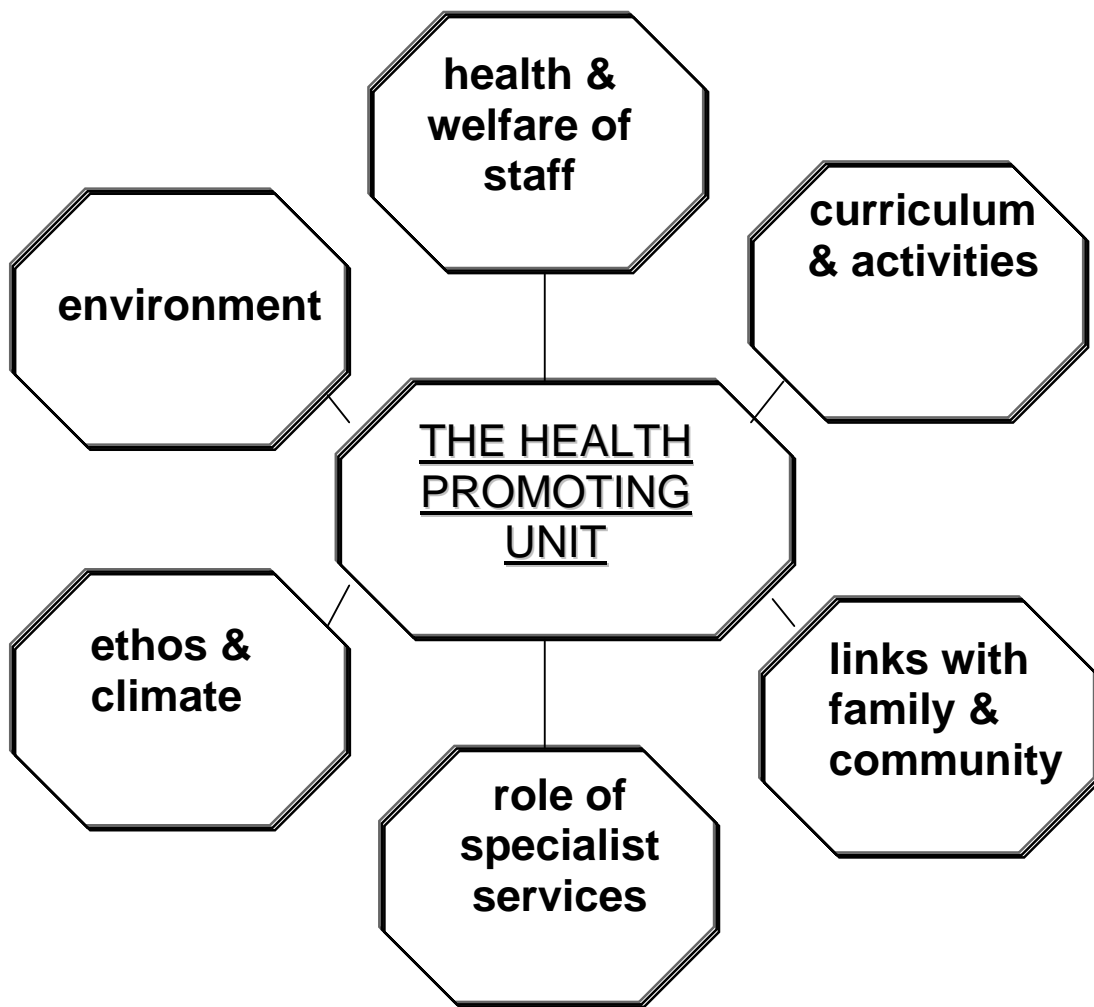 health &
welfare of
staff
curriculum
& activities
environment
THE HEALTH
PROMOTING
UNIT
ethos &
climate
links with
family &
community
role of
specialist
services